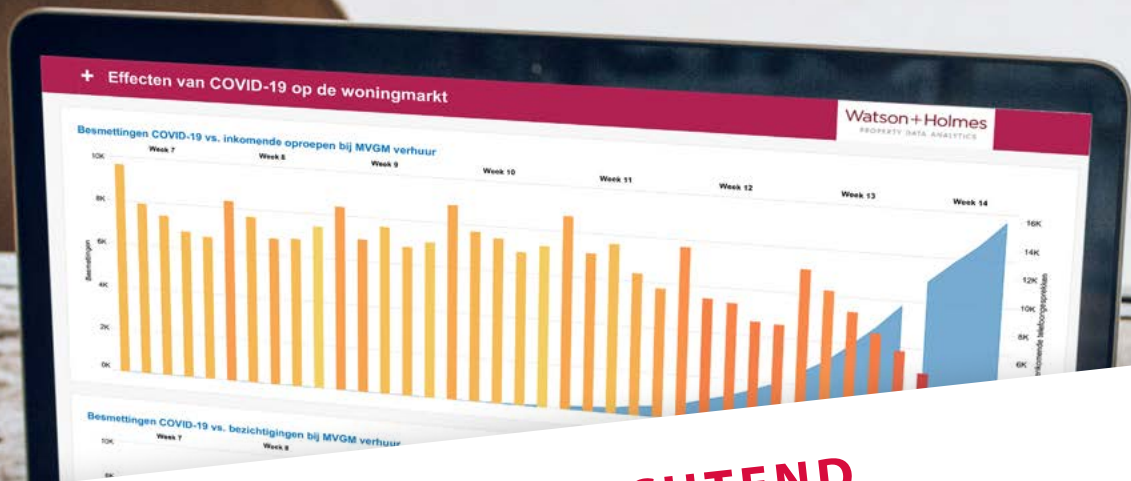 + Effecten van COVID-19 op de woningmarkt
Watson+Holmes
PROPERTY DATA ANALYTICS
Besmettingen COVID-19 vs. inkomende oproepen bij MVGM verhuur
Week 7 Week 8 Week 9 Week 10 Week 11 Week 12 Week 13 Week 14
10K
8K
6K
4K
2K
0K
Besmettingen
16K
14K
12K
10K
8K
6K
telefoongesprekken
Besmettingen COVID-19 vs. bezichtigingen bij MVGM verhuur
Week 7 Week 8
10K